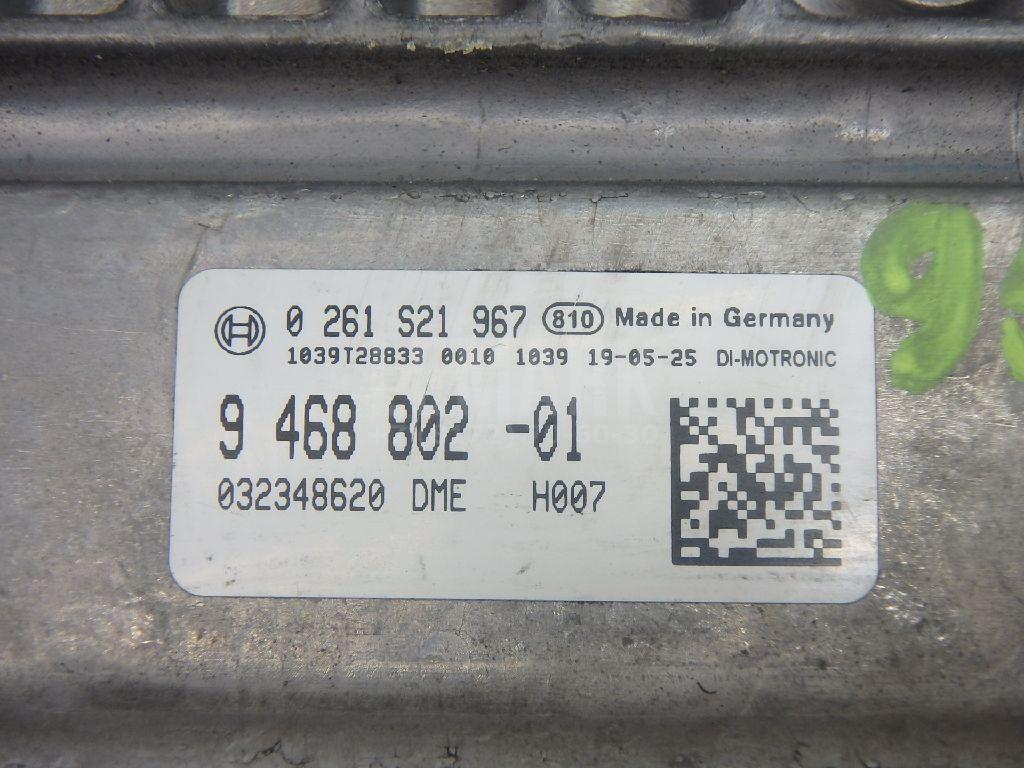 0 261 S21 967 810 Made in Germany
1039T28833 0010 1039 19-05-25 DI-MOTRONIC
9 468 802 -01
032348620 DME H007